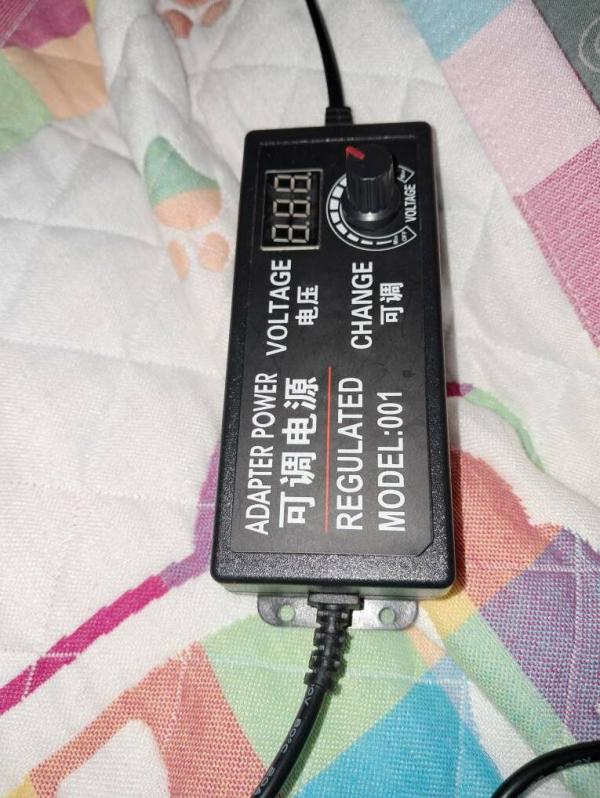 ADAPTER POWER
可调电源
REGULATED
MODEL:001
VOLTAGE
电压
CHANGE
可调
VOLTAGE